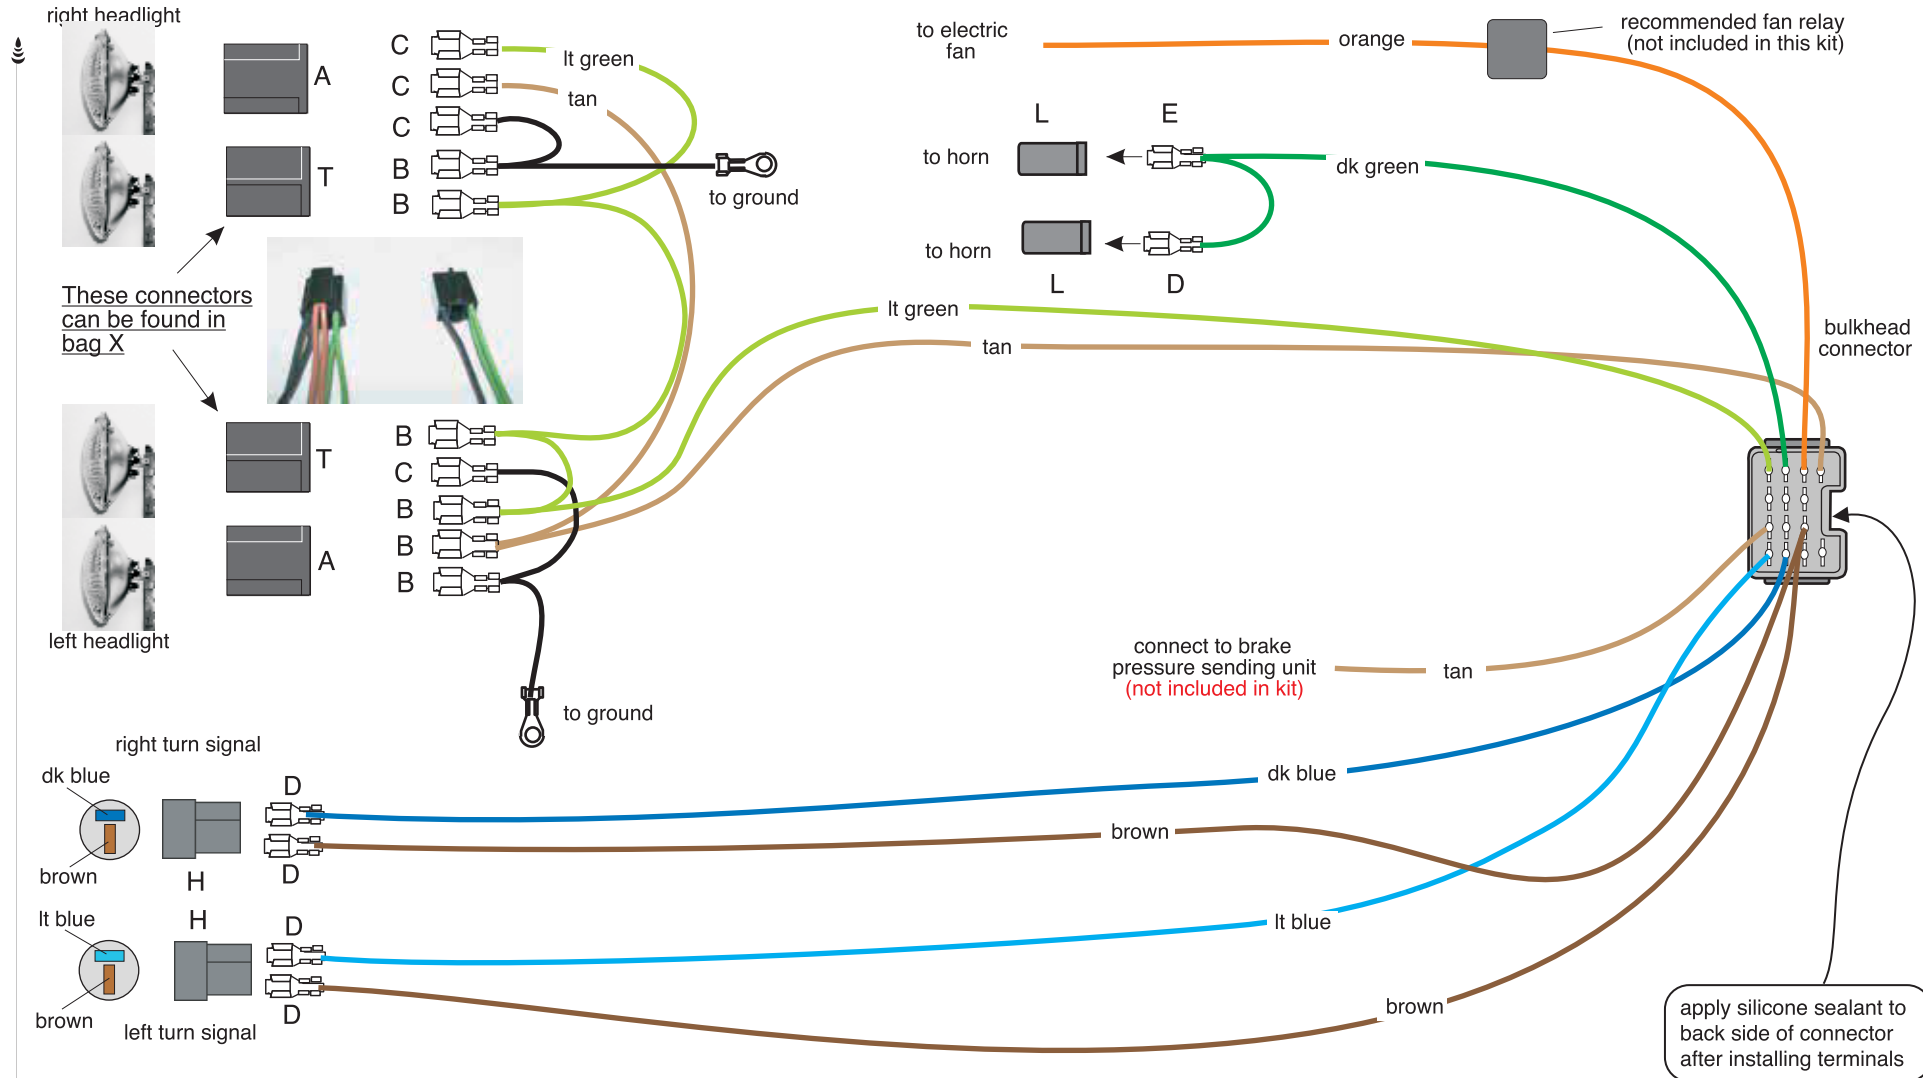 right headlight
A
T
These connectors
can be found in
bag X
T
A
left headlight
C
C
C
B
B
lt green
tan
to ground
B
C
B
B
B
to ground
to electric
fan
orange
recommended fan relay
(not included in this kit)
L
E
to horn
dk green
to horn
L
D
lt green
tan
bulkhead
connector
connect to brake
pressure sending unit
(not included in kit)
tan
right turn signal
dk blue
brown
H
D
D
dk blue
brown
lt blue
brown
H
D
D
left turn signal
lt blue
brown
apply silicone sealant to
back side of connector
after installing terminals